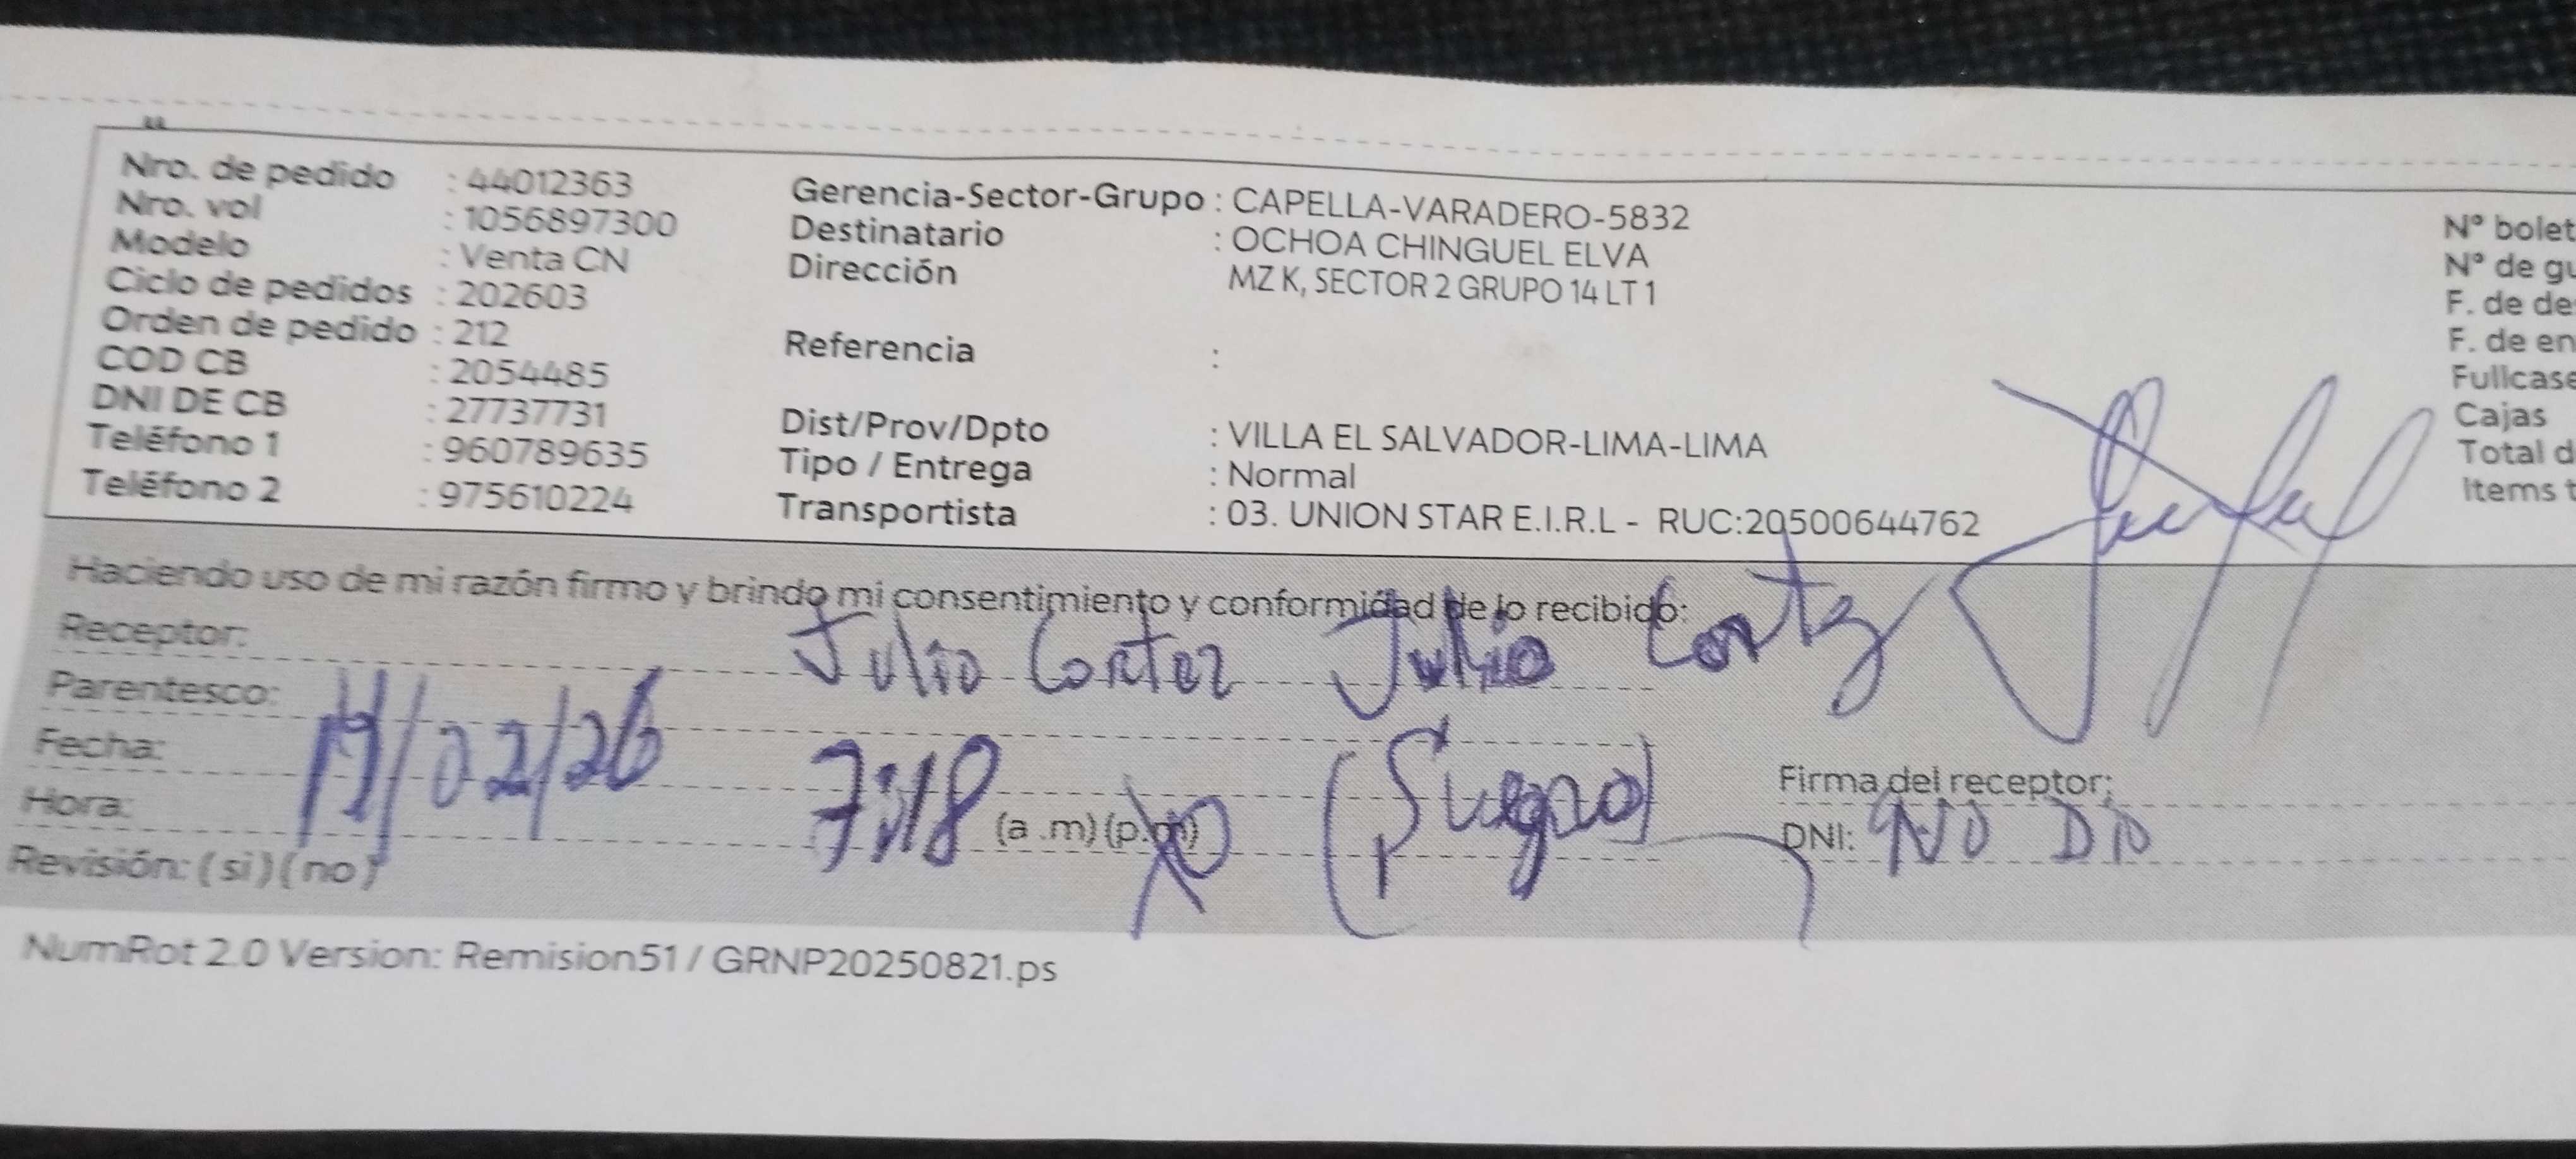 Nro. de pedido : 44012363
Nro. vol : 1056897300
Modelo : Venta CN
Ciclo de pedidos : 202603
Orden de pedido : 212
COD CB : 2054485
DNI DE CB : 27737731
Teléfono 1 : 960789635
Teléfono 2 : 975610224
Gerencia-Sector-Grupo : CAPELLA-VARADERO-5832
Destinatario : OCHOA CHINGUEL ELVA
Dirección MZ K, SECTOR 2 GRUPO 14 LT 1
Referencia :
Dist/Prov/Dpto : VILLA EL SALVADOR-LIMA-LIMA
Tipo / Entrega : Normal
Transportista : 03. UNION STAR E.I.R.L - RUC:20500644762
N° bolet
N° de gu
F. de de
F. de en
Fullcase
Cajas
Total d
Items t
Haciendo uso de mi razón firmo y brindo mi consentimiento y conformidad de lo recibido:
Receptor: Julio Cortez Julio Cortez
Parentesco: (Suegro)
Fecha: /02/26
Hora: 7:18 (a .m) (p.m)
Revisión: (si) (no)
Firma del receptor:
DNI: NO DIO
NumRot 2.0 Version: Remision51 / GRNP20250821.ps